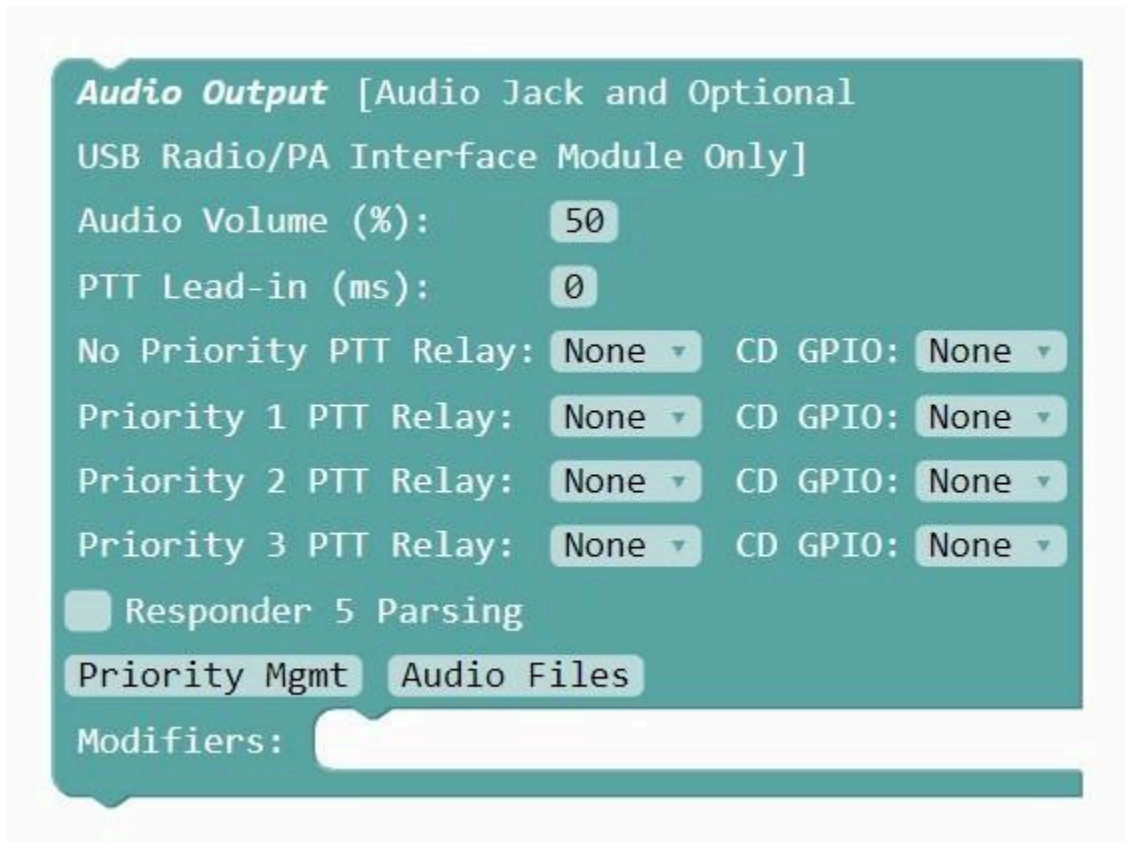 Audio Output [Audio Jack and Optional
USB Radio/PA Interface Module Only]
Audio Volume (%): 50
PTT Lead-in (ms): 0
No Priority PTT Relay: None CD GPIO: None
Priority 1 PTT Relay: None CD GPIO: None
Priority 2 PTT Relay: None CD GPIO: None
Priority 3 PTT Relay: None CD GPIO: None
Responder 5 Parsing
Priority Mgmt Audio Files
Modifiers: